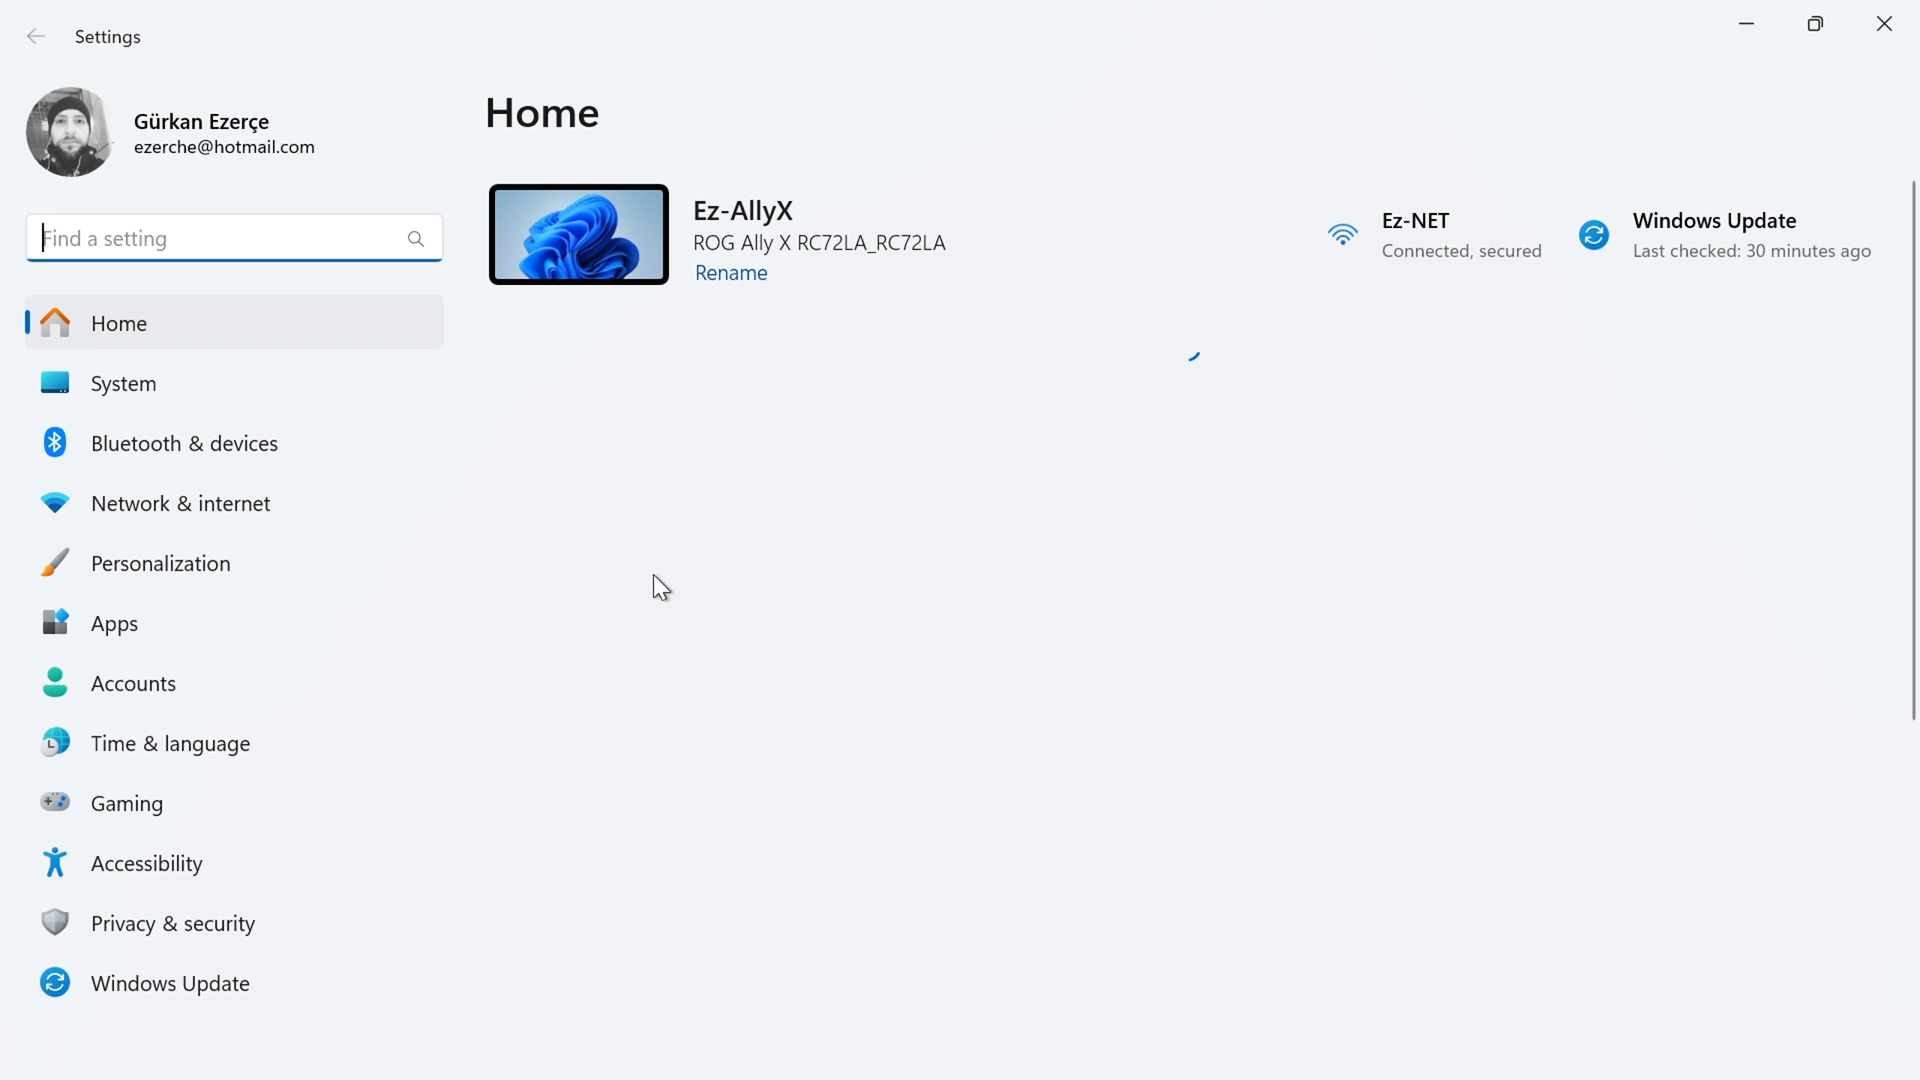 Settings
Gürkan Ezerçe
ezerche@hotmail.com
Find a setting
Home
System
Bluetooth & devices
Network & internet
Personalization
Apps
Accounts
Time & language
Gaming
Accessibility
Privacy & security
Windows Update
Home
Ez-AllyX
ROG Ally X RC72LA_RC72LA
Rename
Ez-NET
Connected, secured
Windows Update
Last checked: 30 minutes ago